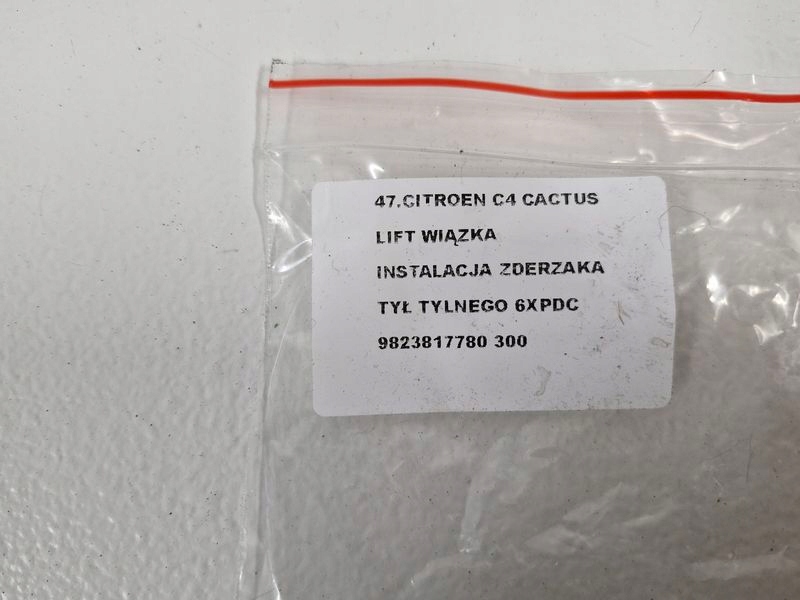 47.CITROEN C4 CACTUS
LIFT WIĄZKA
INSTALACJA ZDERZAKA
TYŁ TYLNEGO 6XPDC
9823817780 300